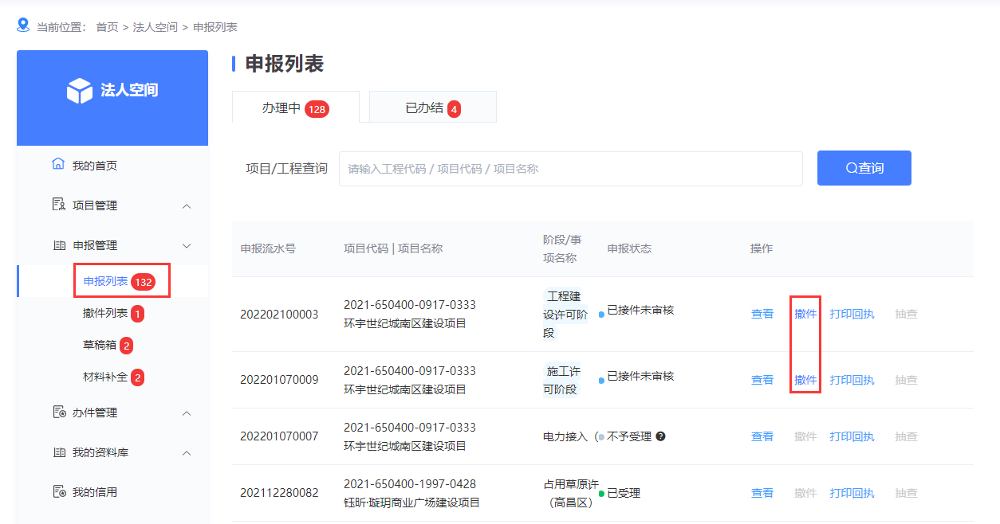 当前位置： 首页 > 法人空间 > 申报列表
法人空间
我的首页
项目管理
申报管理
申报列表 132
撤件列表 1
草稿箱 2
材料补全 2
办件管理
我的资料库
我的信用
申报列表
办理中 128
已办结 4
项目/工程查询
请输入工程代码 / 项目代码 / 项目名称
查询
申报流水号 项目代码 | 项目名称 阶段/事项名称 申报状态 操作
202202100003
2021-650400-0917-0333
环宇世纪城南区建设项目
工程建
设许可阶
段
已接件未审核
查看 撤件 打印回执 抽查
202201070009
2021-650400-0917-0333
环宇世纪城南区建设项目
施工许
可阶段
已接件未审核
查看 撤件 打印回执 抽查
202201070007
2021-650400-0917-0333
环宇世纪城南区建设项目
电力接入（
不予受理
查看 撤件 打印回执 抽查
202112280082
2021-650400-1997-0428
钰昕·璇玥商业广场建设项目
占用草原许
（高昌区）
已受理
查看 撤件 打印回执 抽查